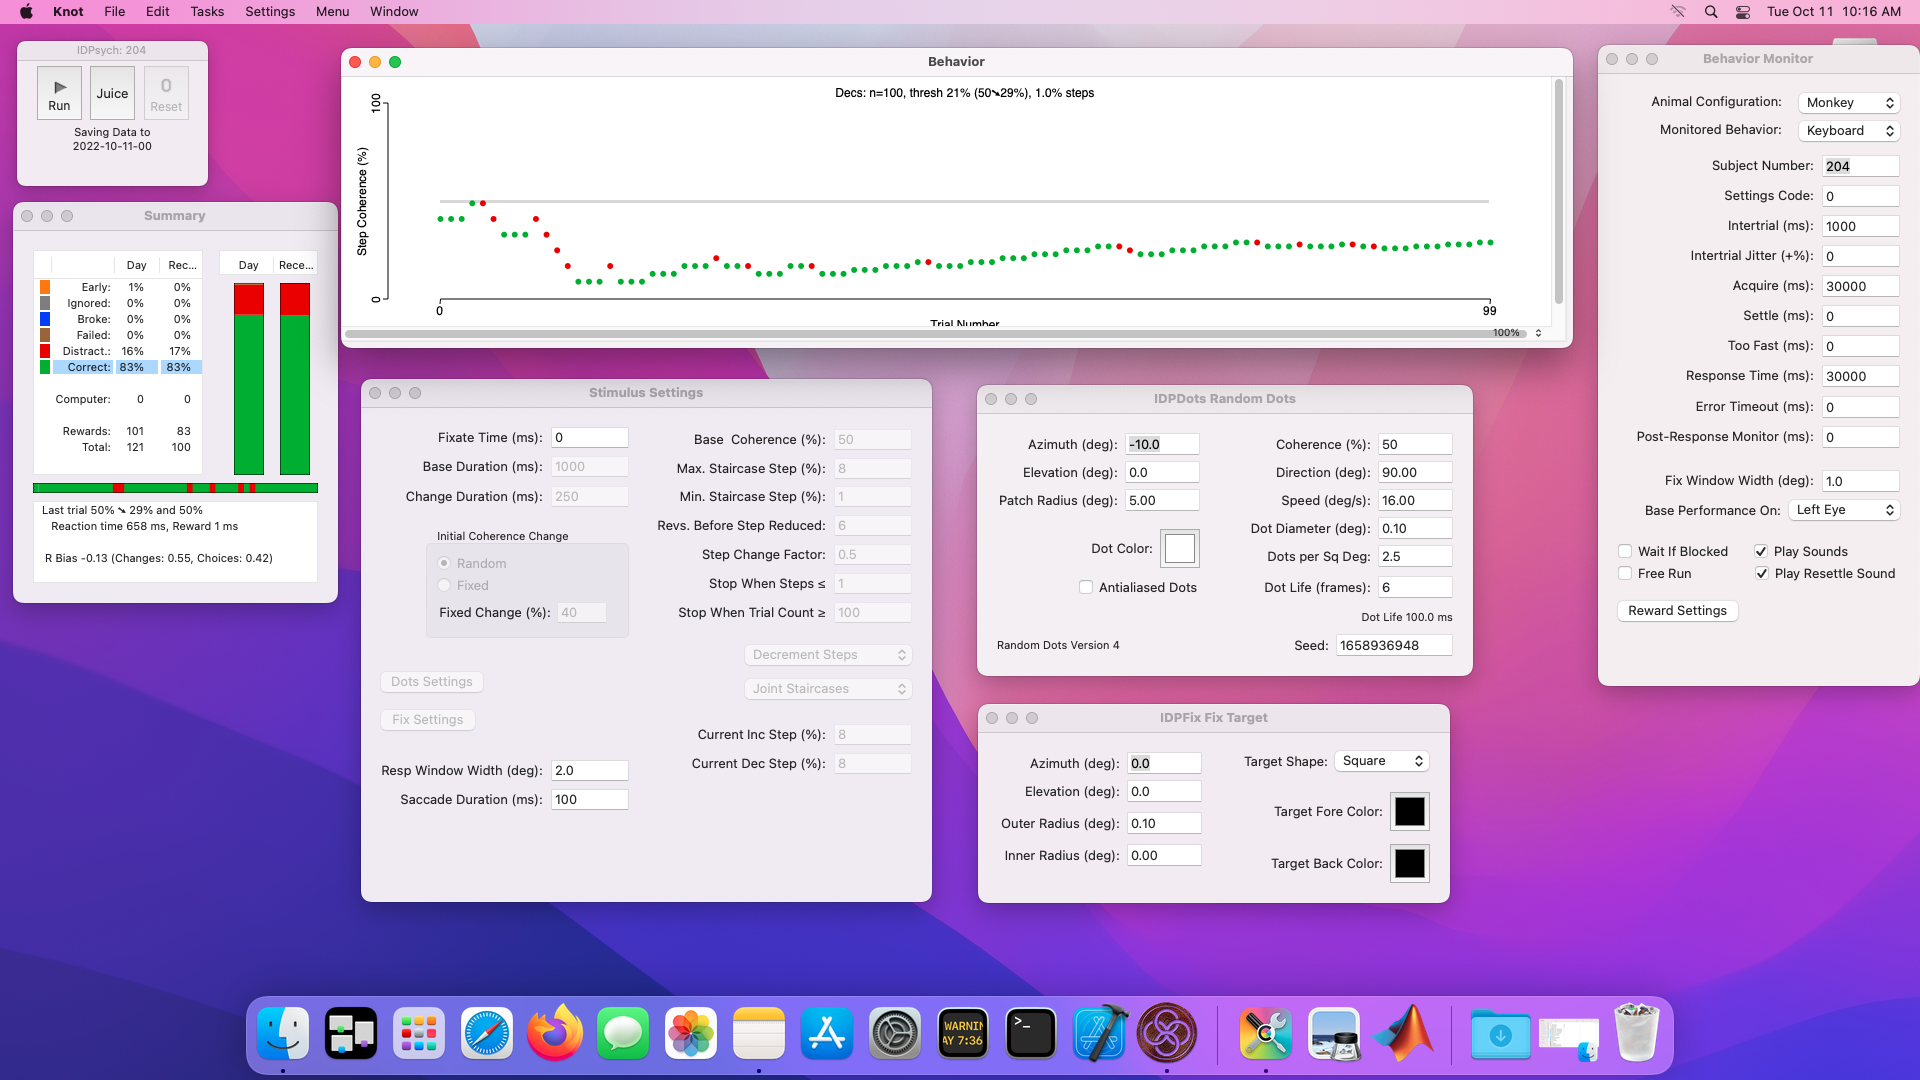 Knot File Edit Tasks Settings Menu Window
Tue Oct 11 10:16 AM
IDPsych: 204
Run
Juice
0
Reset
Saving Data to
2022-10-11-00
Summary
Day Rec... Day Rece...
Early: 1% 0%
Ignored: 0% 0%
Broke: 0% 0%
Failed: 0% 0%
Distract.: 16% 17%
Correct: 83% 83%
Computer: 0 0
Rewards: 101 83
Total: 121 100
Last trial 50% ➘ 29% and 50%
Reaction time 658 ms, Reward 1 ms
R Bias -0.13 (Changes: 0.55, Choices: 0.42)
Behavior
Decs: n=100, thresh 21% (50➘29%), 1.0% steps
Step Coherence (%)
100
0
0 99
Trial Number
100%
Stimulus Settings
Fixate Time (ms): 0
Base Duration (ms): 1000
Change Duration (ms): 250
Initial Coherence Change
Random
Fixed
Fixed Change (%): 40
Dots Settings
Fix Settings
Resp Window Width (deg): 2.0
Saccade Duration (ms): 100
Base Coherence (%): 50
Max. Staircase Step (%): 8
Min. Staircase Step (%): 1
Revs. Before Step Reduced: 6
Step Change Factor: 0.5
Stop When Steps ≤ 1
Stop When Trial Count ≥ 100
Decrement Steps
Joint Staircases
Current Inc Step (%): 8
Current Dec Step (%): 8
IDPDots Random Dots
Azimuth (deg): -10.0
Elevation (deg): 0.0
Patch Radius (deg): 5.00
Dot Color:
Antialiased Dots
Random Dots Version 4
Coherence (%): 50
Direction (deg): 90.00
Speed (deg/s): 16.00
Dot Diameter (deg): 0.10
Dots per Sq Deg: 2.5
Dot Life (frames): 6
Dot Life 100.0 ms
Seed: 1658936948
IDPFix Fix Target
Azimuth (deg): 0.0
Elevation (deg): 0.0
Outer Radius (deg): 0.10
Inner Radius (deg): 0.00
Target Shape: Square
Target Fore Color:
Target Back Color:
Behavior Monitor
Animal Configuration: Monkey
Monitored Behavior: Keyboard
Subject Number: 204
Settings Code: 0
Intertrial (ms): 1000
Intertrial Jitter (+%): 0
Acquire (ms): 30000
Settle (ms): 0
Too Fast (ms): 0
Response Time (ms): 30000
Error Timeout (ms): 0
Post-Response Monitor (ms): 0
Fix Window Width (deg): 1.0
Base Performance On: Left Eye
Wait If Blocked
Play Sounds
Free Run
Play Resettle Sound
Reward Settings
WARNIN
AY 7:36
>_